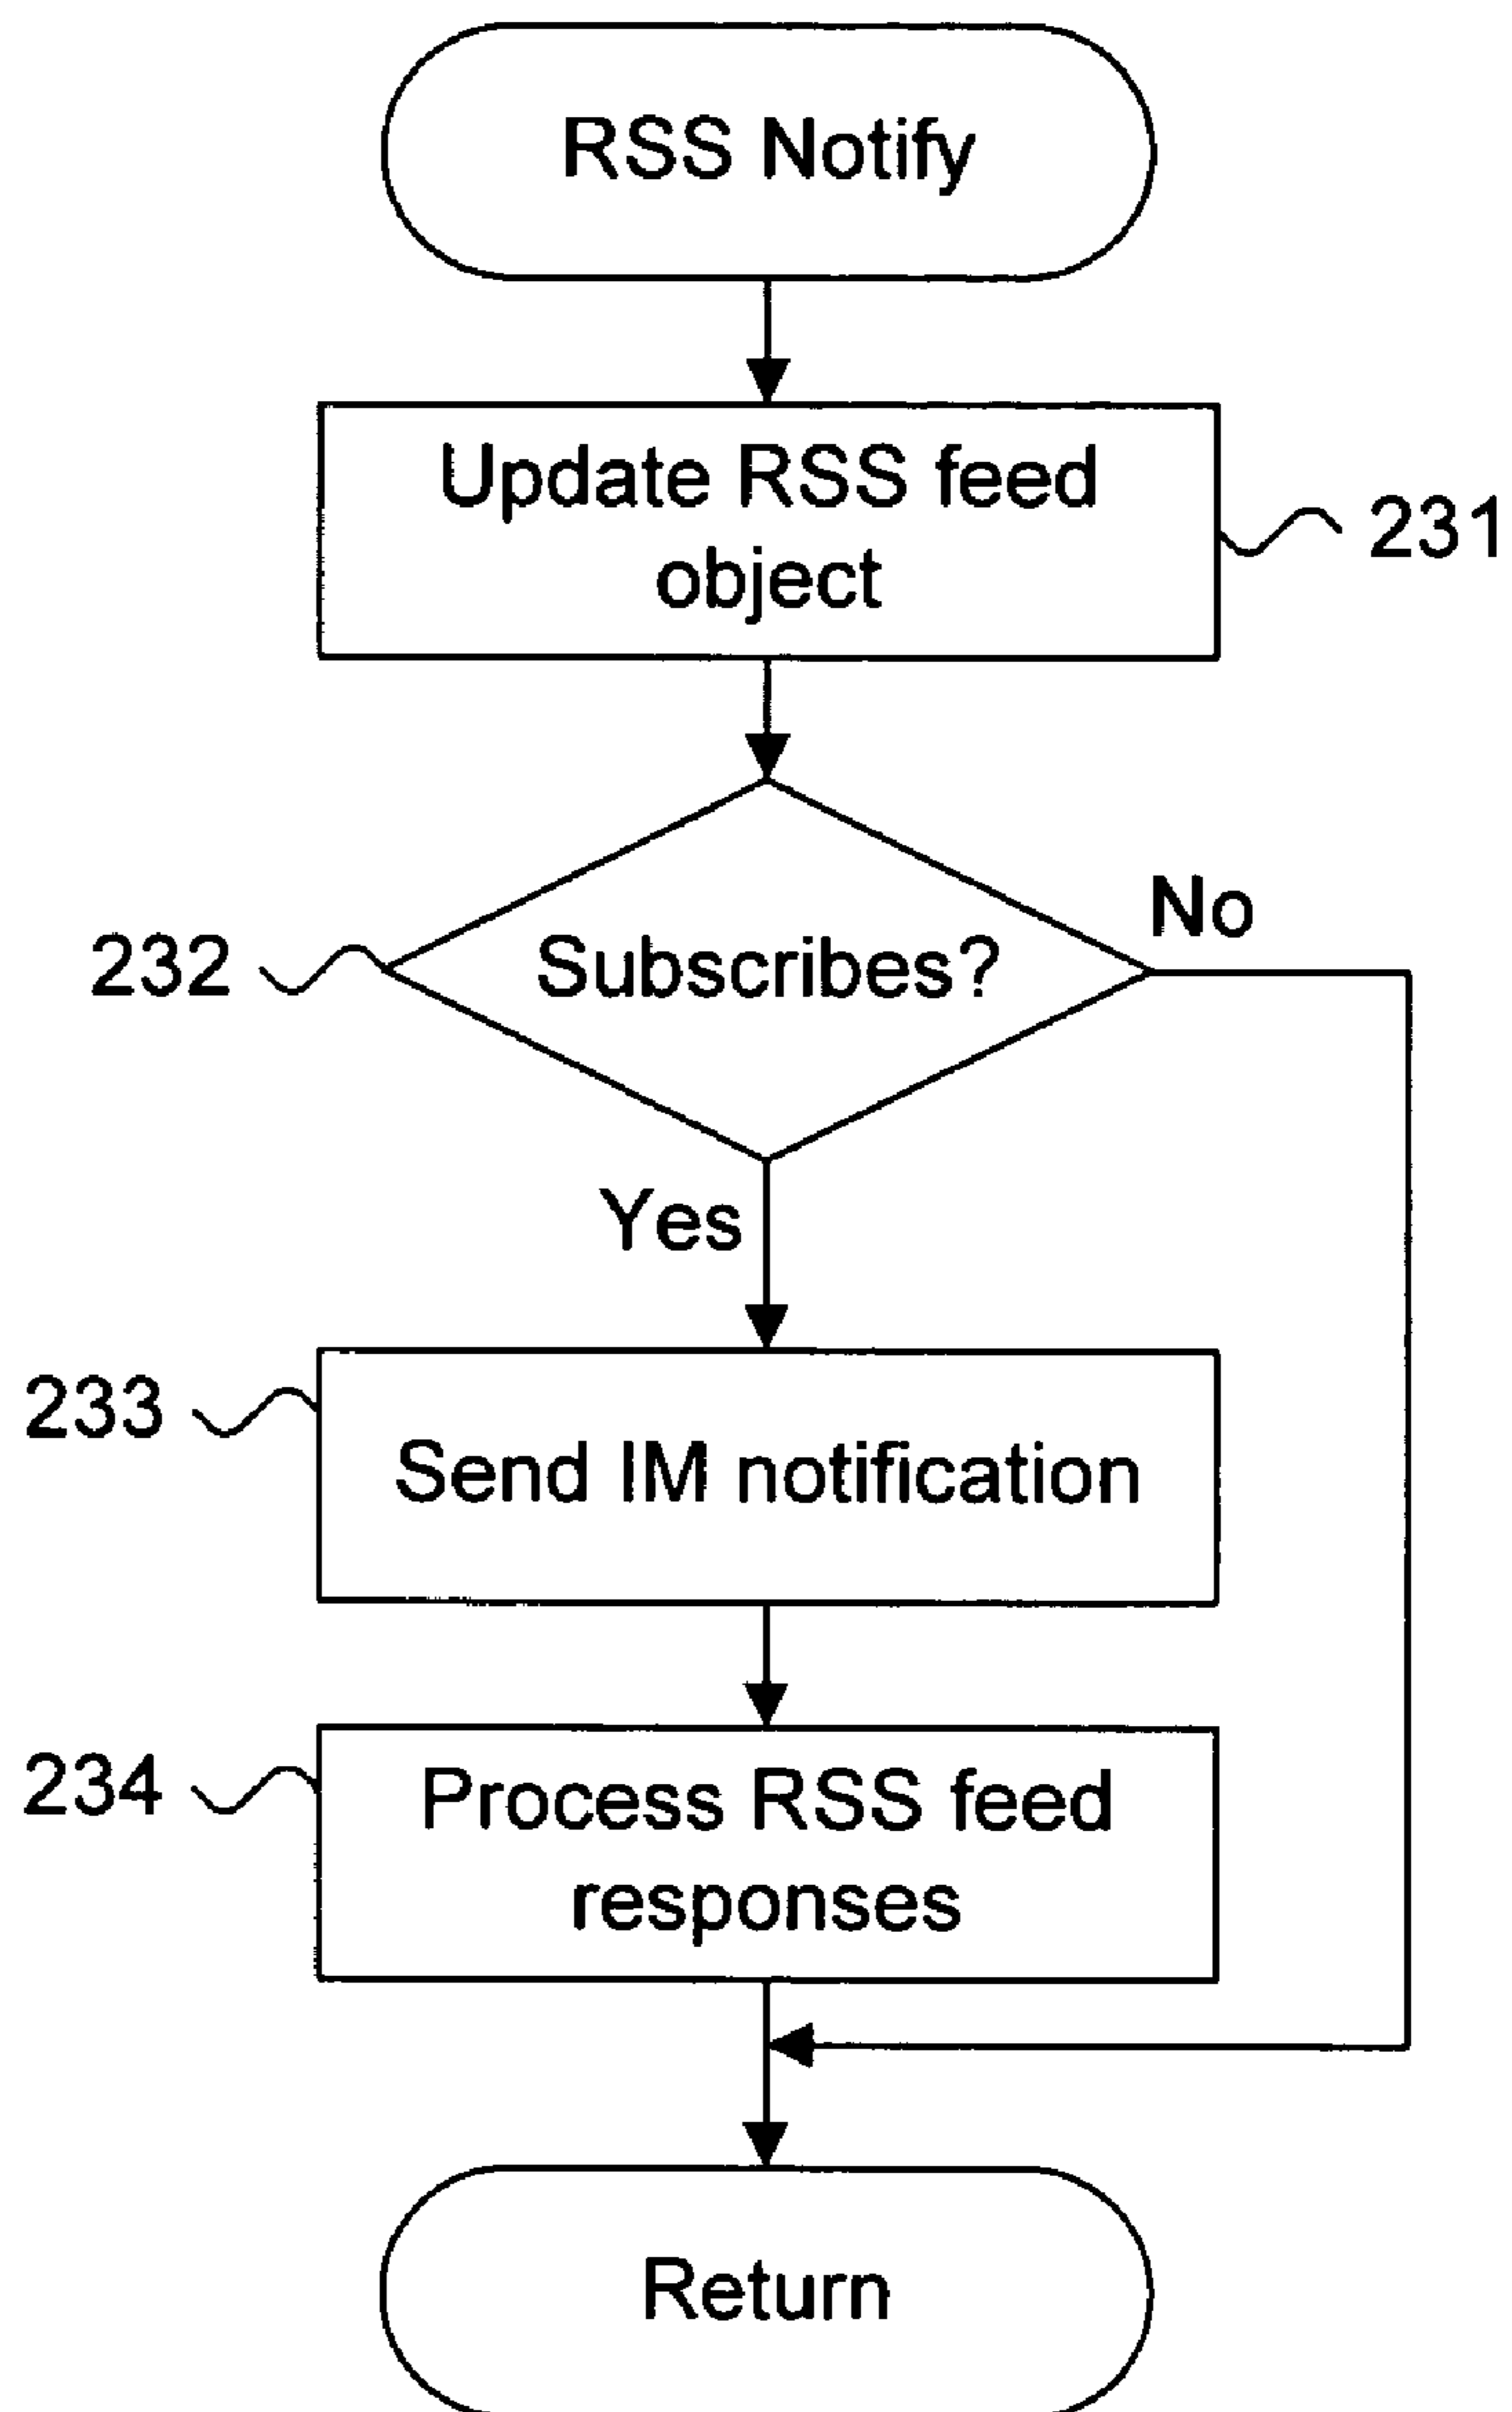 RSS Notify
Update RSS feed
object
231
232
Subscribes?
No
Yes
233
Send IM notification
234
Process RSS feed
responses
Return